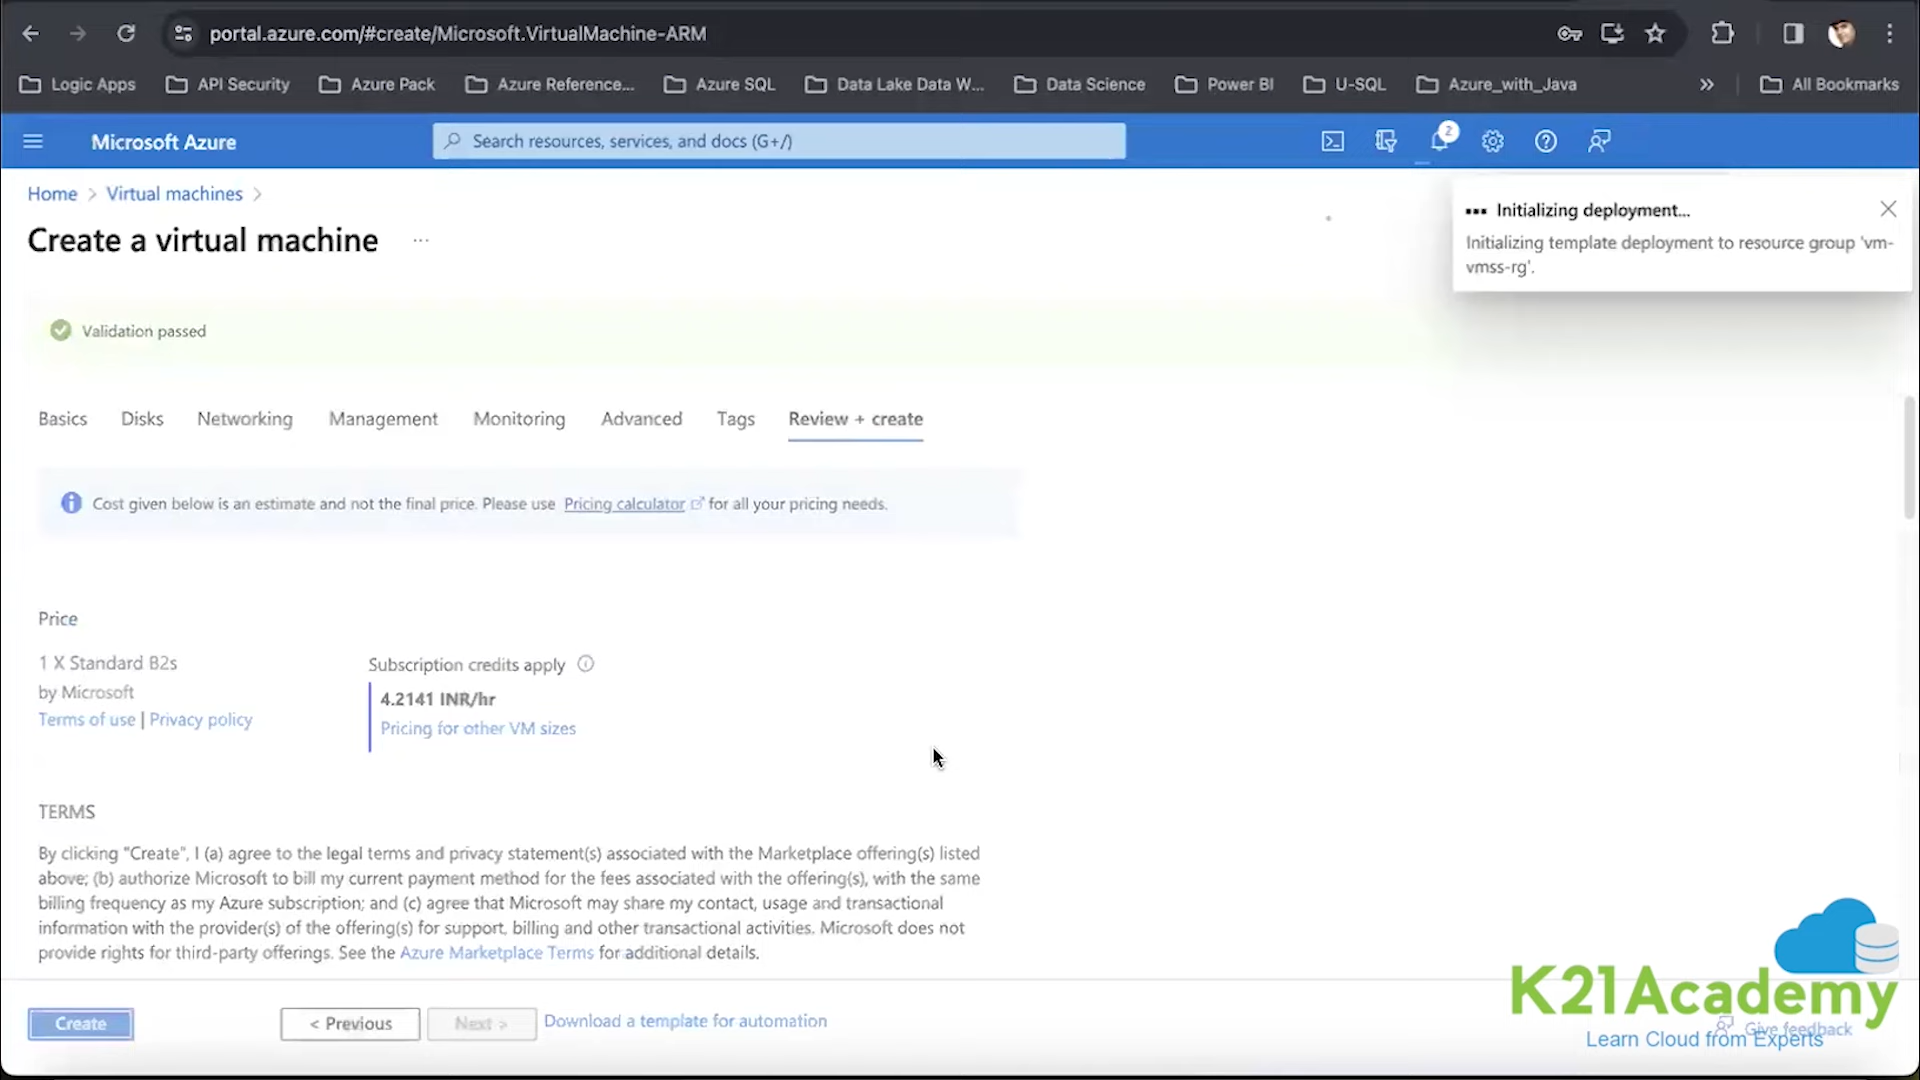 portal.azure.com/#create/Microsoft.VirtualMachine-ARM
Logic Apps
API Security
Azure Pack
Azure Reference...
Azure SQL
Data Lake Data W...
Data Science
Power BI
U-SQL
Azure_with_Java
»
All Bookmarks
Microsoft Azure
Search resources, services, and docs (G+/)
2
Home > Virtual machines >
Create a virtual machine ...
Initializing deployment...
Initializing template deployment to resource group 'vm-
vmss-rg'.
Validation passed
Basics
Disks
Networking
Management
Monitoring
Advanced
Tags
Review + create
Cost given below is an estimate and not the final price. Please use Pricing calculator for all your pricing needs.
Price
1 X Standard B2s
by Microsoft
Terms of use | Privacy policy
Subscription credits apply
4.2141 INR/hr
Pricing for other VM sizes
TERMS
By clicking "Create", I (a) agree to the legal terms and privacy statement(s) associated with the Marketplace offering(s) listed
above; (b) authorize Microsoft to bill my current payment method for the fees associated with the offering(s), with the same
billing frequency as my Azure subscription; and (c) agree that Microsoft may share my contact, usage and transactional
information with the provider(s) of the offering(s) for support, billing and other transactional activities. Microsoft does not
provide rights for third-party offerings. See the Azure Marketplace Terms for additional details.
Create
< Previous
Next >
Download a template for automation
K21Academy
Give feedback
Learn Cloud from Experts